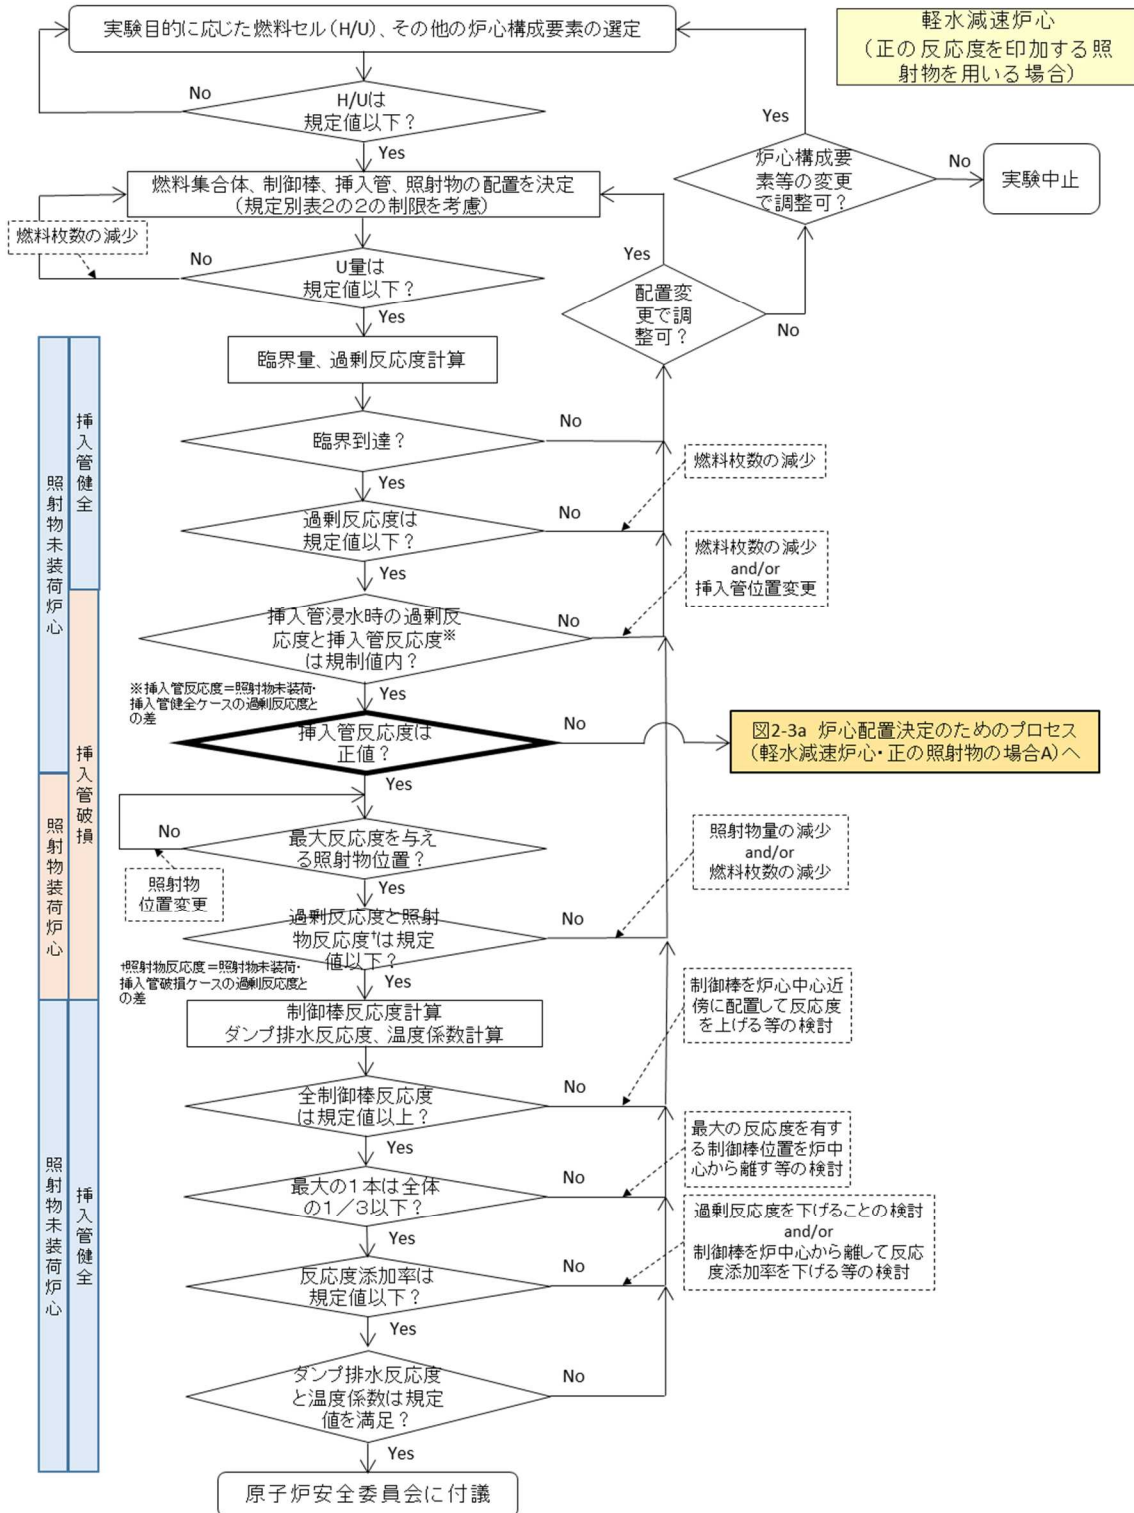 実験目的に応じた燃料セル(H/U)、その他の炉心構成要素の選定
軽水減速炉心
(正の反応度を印加する照
射物を用いる場合)
No
H/Uは
規定値以下?
Yes
Yes
炉心構成要
素等の変更
で調整可?
No
実験中止
燃料集合体、制御棒、挿入管、照射物の配置を決定
(規定別表2の2の制限を考慮)
燃料枚数の減少
No
U量は
規定値以下?
Yes
Yes
配置変
更で調
整可?
No
臨界量、過剰反応度計算
臨界到達?
No
Yes
燃料枚数の減少
過剰反応度は
規定値以下?
No
Yes
燃料枚数の減少
and/or
挿入管位置変更
挿入管浸水時の過剰反
応度と挿入管反応度※
は規制値内?
No
Yes
※挿入管反応度=照射物未装荷・
挿入管健全ケースの過剰反応度と
の差
挿入管反応度は
正値?
No
図2-3a 炉心配置決定のためのプロセス
(軽水減速炉心・正の照射物の場合A)へ
Yes
No
最大反応度を与え
る照射物位置?
照射物
位置変更
Yes
照射物量の減少
and/or
燃料枚数の減少
過剰反応度と照射
物反応度†は規定
値以下?
No
†照射物反応度=照射物未装荷・
挿入管破損ケースの過剰反応度と
の差
Yes
制御棒反応度計算
ダンプ排水反応度、温度係数計算
制御棒を炉心中心近
傍に配置して反応度
を上げる等の検討
全制御棒反応度
は規定値以上?
No
Yes
最大の反応度を有す
る制御棒位置を炉中
心から離す等の検討
最大の1本は全体
の1/3以下?
No
Yes
過剰反応度を下げることの検討
and/or
制御棒を炉中心から離して反応
度添加率を下げる等の検討
反応度添加率は
規定値以下?
No
Yes
ダンプ排水反応度
と温度係数は規定
値を満足?
No
Yes
原子炉安全委員会に付議
照射物未装荷炉心
挿入管健全
挿入管破損
照射物装荷炉心
照射物未装荷炉心
挿入管健全